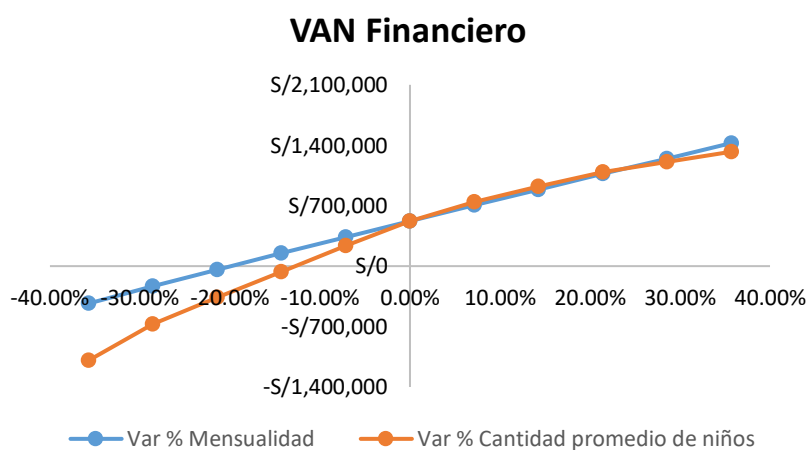 VAN Financiero
S/2,100,000
S/1,400,000
S/700,000
S/0
-40.00% -30.00% -20.00% -10.00% 0.00% 10.00% 20.00% 30.00% 40.00%
-S/700,000
-S/1,400,000
Var % Mensualidad Var % Cantidad promedio de niños